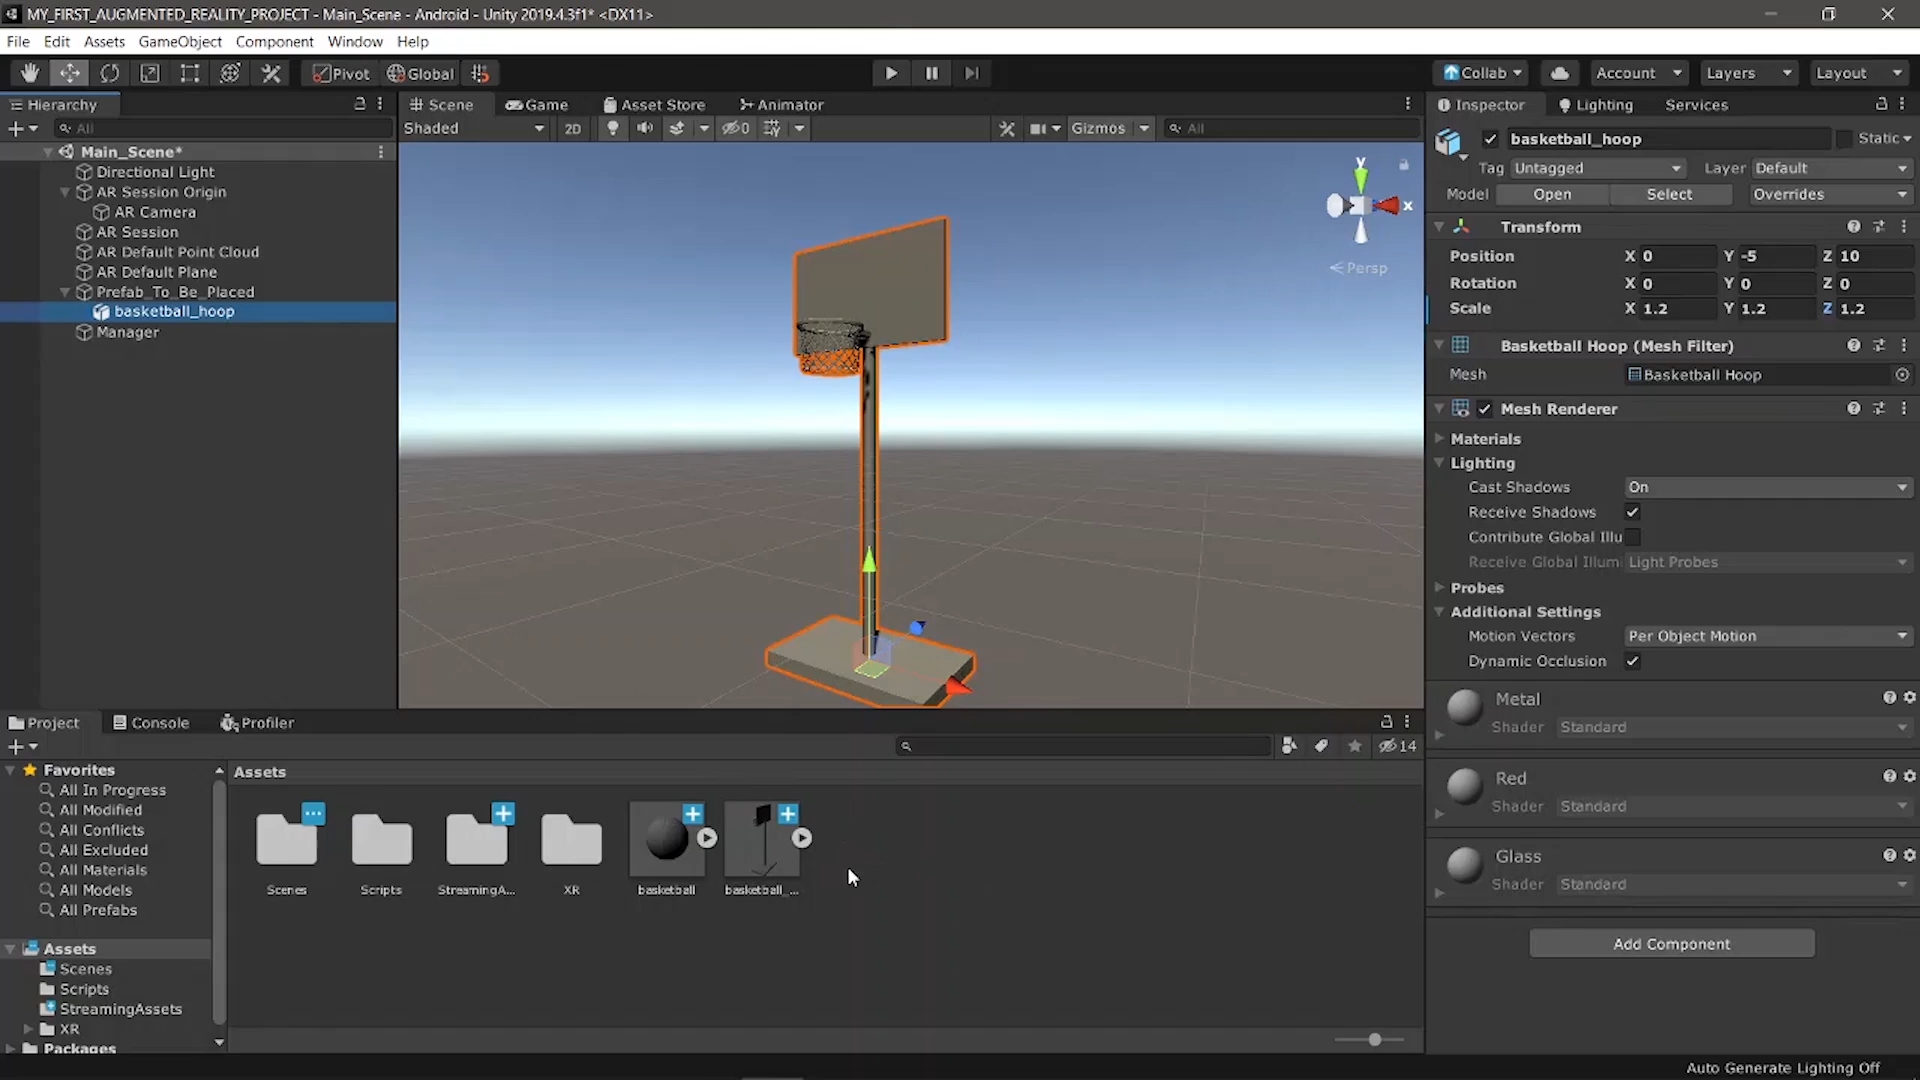 MY_FIRST_AUGMENTED_REALITY_PROJECT - Main_Scene - Android - Unity 2019.4.3f1* <DX11>
File Edit Assets GameObject Component Window Help
Pivot Global Collab Account Layers Layout
Hierarchy
All
Main_Scene*
Directional Light
AR Session Origin
AR Camera
AR Session
AR Default Point Cloud
AR Default Plane
Prefab_To_Be_Placed
basketball_hoop
Manager
Scene Game Asset Store Animator
Shaded 2D 0 Gizmos All
y
x
Persp
Inspector Lighting Services
basketball_hoop Static
Tag Untagged Layer Default
Model Open Select Overrides
Transform
Position X 0 Y -5 Z 10
Rotation X 0 Y 0 Z 0
Scale X 1.2 Y 1.2 Z 1.2
Basketball Hoop (Mesh Filter)
Mesh Basketball Hoop
Mesh Renderer
Materials
Lighting
Cast Shadows On
Receive Shadows
Contribute Global Illu
Receive Global Illumi Light Probes
Probes
Additional Settings
Motion Vectors Per Object Motion
Dynamic Occlusion
Metal
Shader Standard
Red
Shader Standard
Glass
Shader Standard
Add Component
Project Console Profiler
14
Favorites
All In Progress
All Modified
All Conflicts
All Excluded
All Materials
All Models
All Prefabs
Assets
Scenes
Scripts
StreamingAssets
XR
Packages
Assets
Scenes Scripts StreamingA... XR basketball basketball_...
Auto Generate Lighting Off